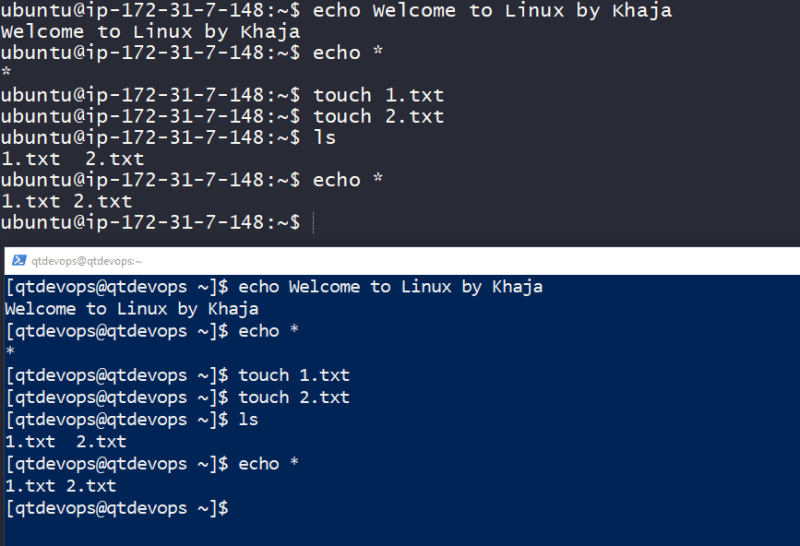 ubuntu@ip-172-31-7-148:~$ echo Welcome to Linux by Khaja
Welcome to Linux by Khaja
ubuntu@ip-172-31-7-148:~$ echo *
*
ubuntu@ip-172-31-7-148:~$ touch 1.txt
ubuntu@ip-172-31-7-148:~$ touch 2.txt
ubuntu@ip-172-31-7-148:~$ ls
1.txt  2.txt
ubuntu@ip-172-31-7-148:~$ echo *
1.txt 2.txt
ubuntu@ip-172-31-7-148:~$
qtdevops@qtdevops:~
[qtdevops@qtdevops ~]$ echo Welcome to Linux by Khaja
Welcome to Linux by Khaja
[qtdevops@qtdevops ~]$ echo *
*
[qtdevops@qtdevops ~]$ touch 1.txt
[qtdevops@qtdevops ~]$ touch 2.txt
[qtdevops@qtdevops ~]$ ls
1.txt  2.txt
[qtdevops@qtdevops ~]$ echo *
1.txt 2.txt
[qtdevops@qtdevops ~]$